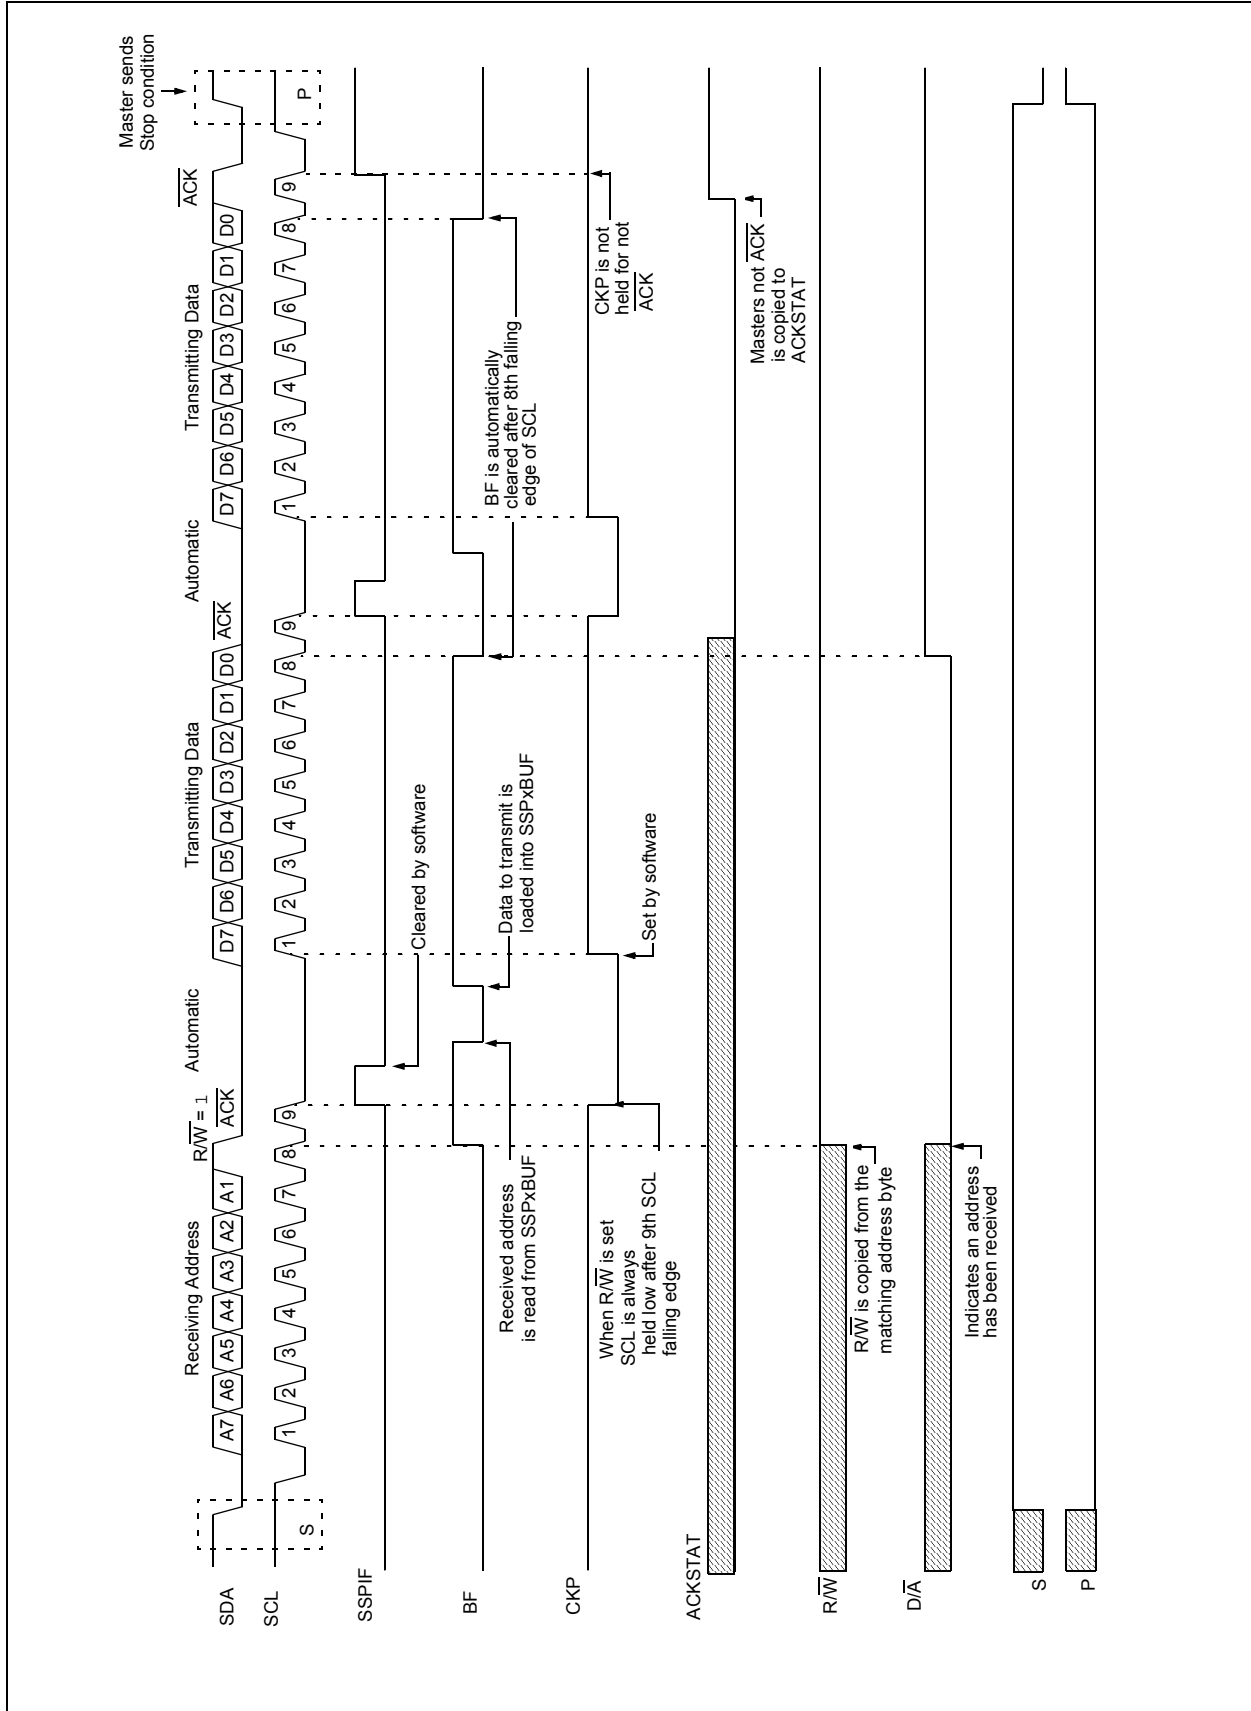 Master sends
Stop condition
Receiving Address
R/W = 1
ACK
Automatic
Transmitting Data
ACK
Automatic
Transmitting Data
ACK
SDA
A7 A6 A5 A4 A3 A2 A1
D7 D6 D5 D4 D3 D2 D1 D0
D7 D6 D5 D4 D3 D2 D1 D0
SCL
S
1 2 3 4 5 6 7 8 9
1 2 3 4 5 6 7 8 9
1 2 3 4 5 6 7 8 9
P
SSPIF
Cleared by software
BF
Received address
is read from SSPxBUF
Data to transmit is
loaded into SSPxBUF
BF is automatically
cleared after 8th falling
edge of SCL
CKP
When R/W is set
SCL is always
held low after 9th SCL
falling edge
Set by software
CKP is not
held for not
ACK
ACKSTAT
Masters not ACK
is copied to
ACKSTAT
R/W
R/W is copied from the
matching address byte
D/A
Indicates an address
has been received
S
P